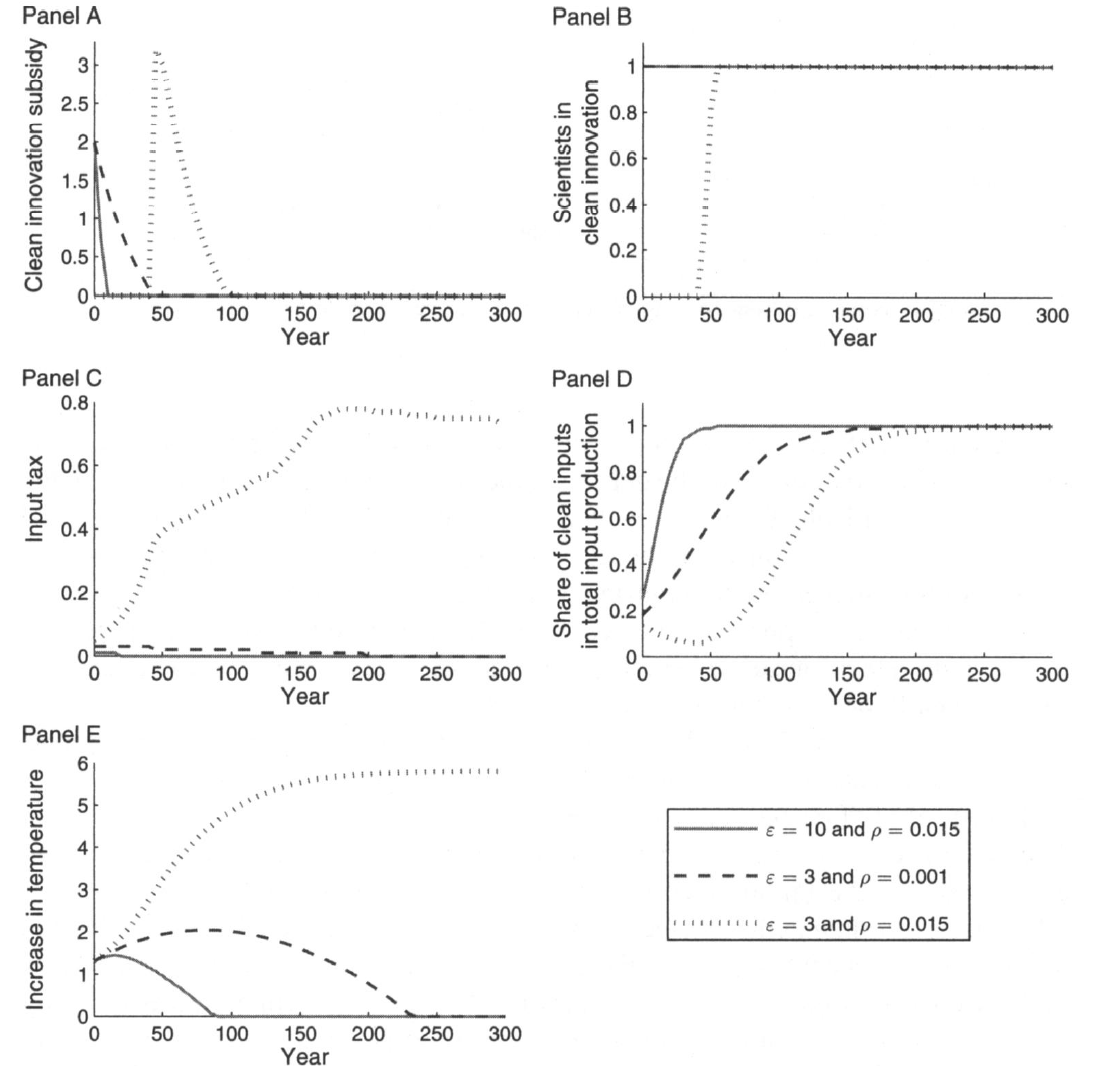 Panel A
Clean innovation subsidy
3
2.5
2
1.5
1
0.5
0
0 50 100 150 200 250 300
Year
Panel B
Scientists in
clean innovation
1
0.8
0.6
0.4
0.2
0
0 50 100 150 200 250 300
Year
Panel C
Input tax
0.8
0.6
0.4
0.2
0
0 50 100 150 200 250 300
Year
Panel D
Share of clean inputs
in total input production
1
0.8
0.6
0.4
0.2
0
0 50 100 150 200 250 300
Year
Panel E
Increase in temperature
6
5
4
3
2
1
0
0 50 100 150 200 250 300
Year
ε = 10 and ρ = 0.015
ε = 3 and ρ = 0.001
ε = 3 and ρ = 0.015